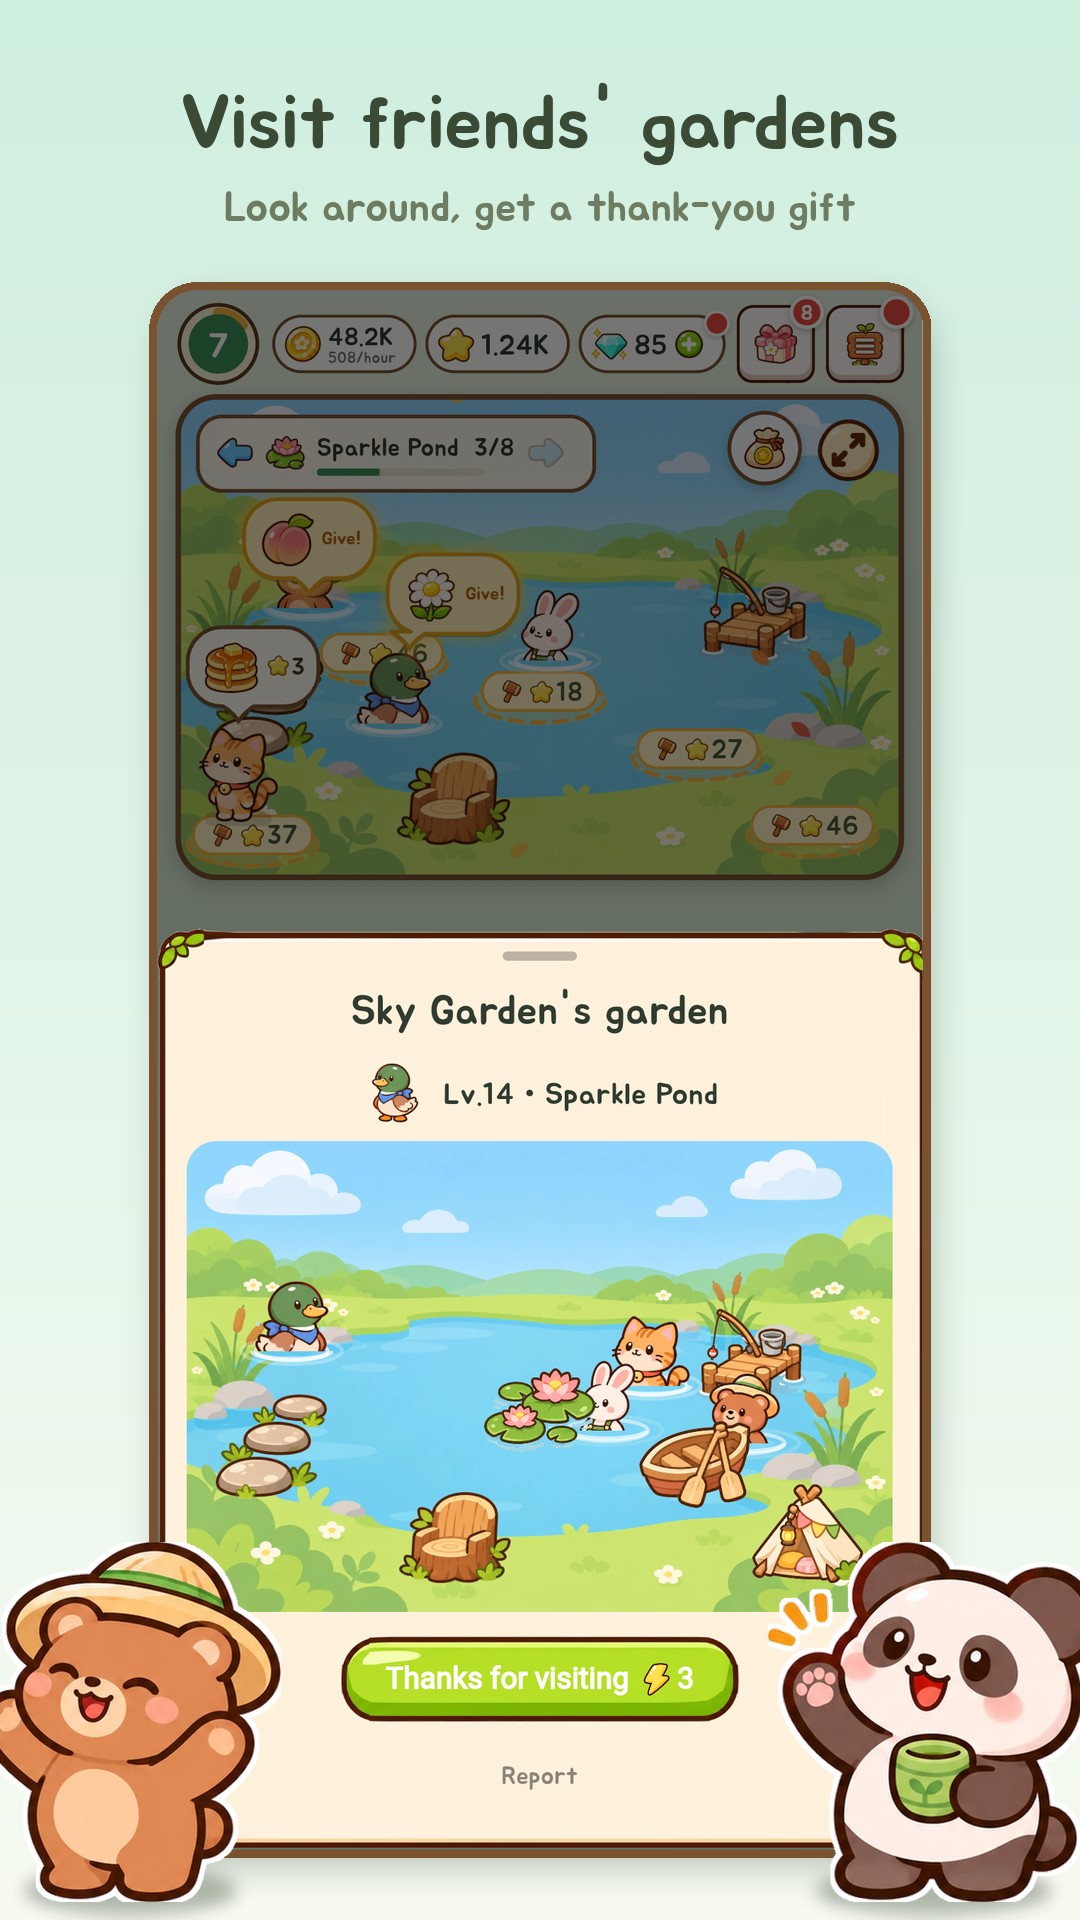 Visit friends' gardens
Look around, get a thank-you gift
7
48.2K
508/hour
1.24K
85
8
Sparkle Pond 3/8
Give!
Give!
3
18
27
37
46
Sky Garden's garden
Lv.14 • Sparkle Pond
Thanks for visiting 3
Report